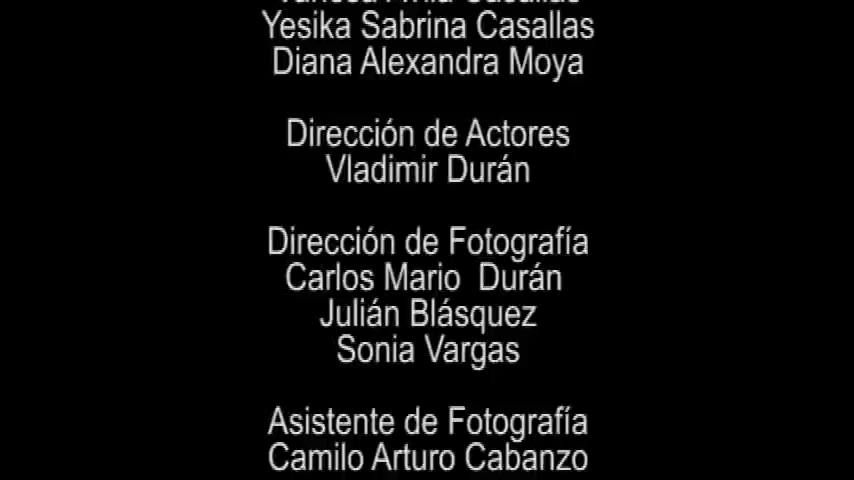 Casallas
Yesika Sabrina Casallas
Diana Alexandra Moya
Dirección de Actores
Vladimir Durán
Dirección de Fotografía
Carlos Mario Durán
Julián Blásquez
Sonia Vargas
Asistente de Fotografía
Camilo Arturo Cabanzo